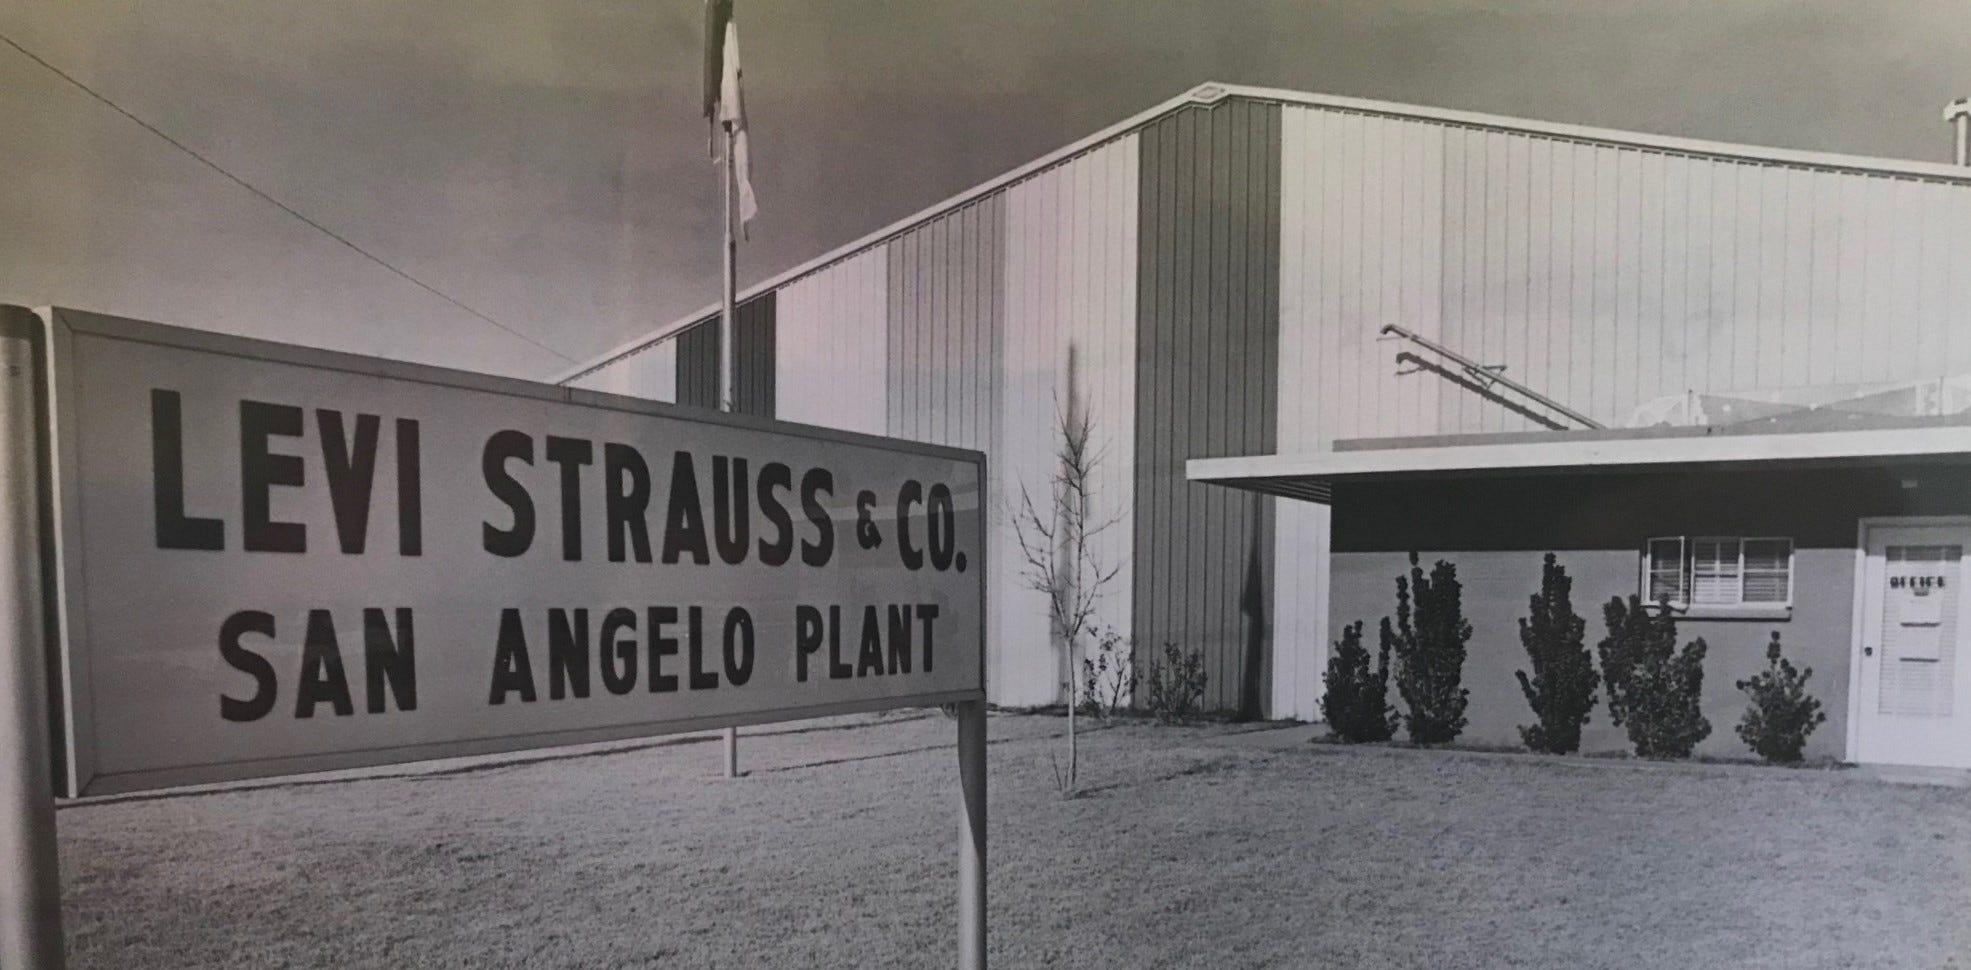 LEVI STRAUSS & CO.
SAN ANGELO PLANT
OFFICE